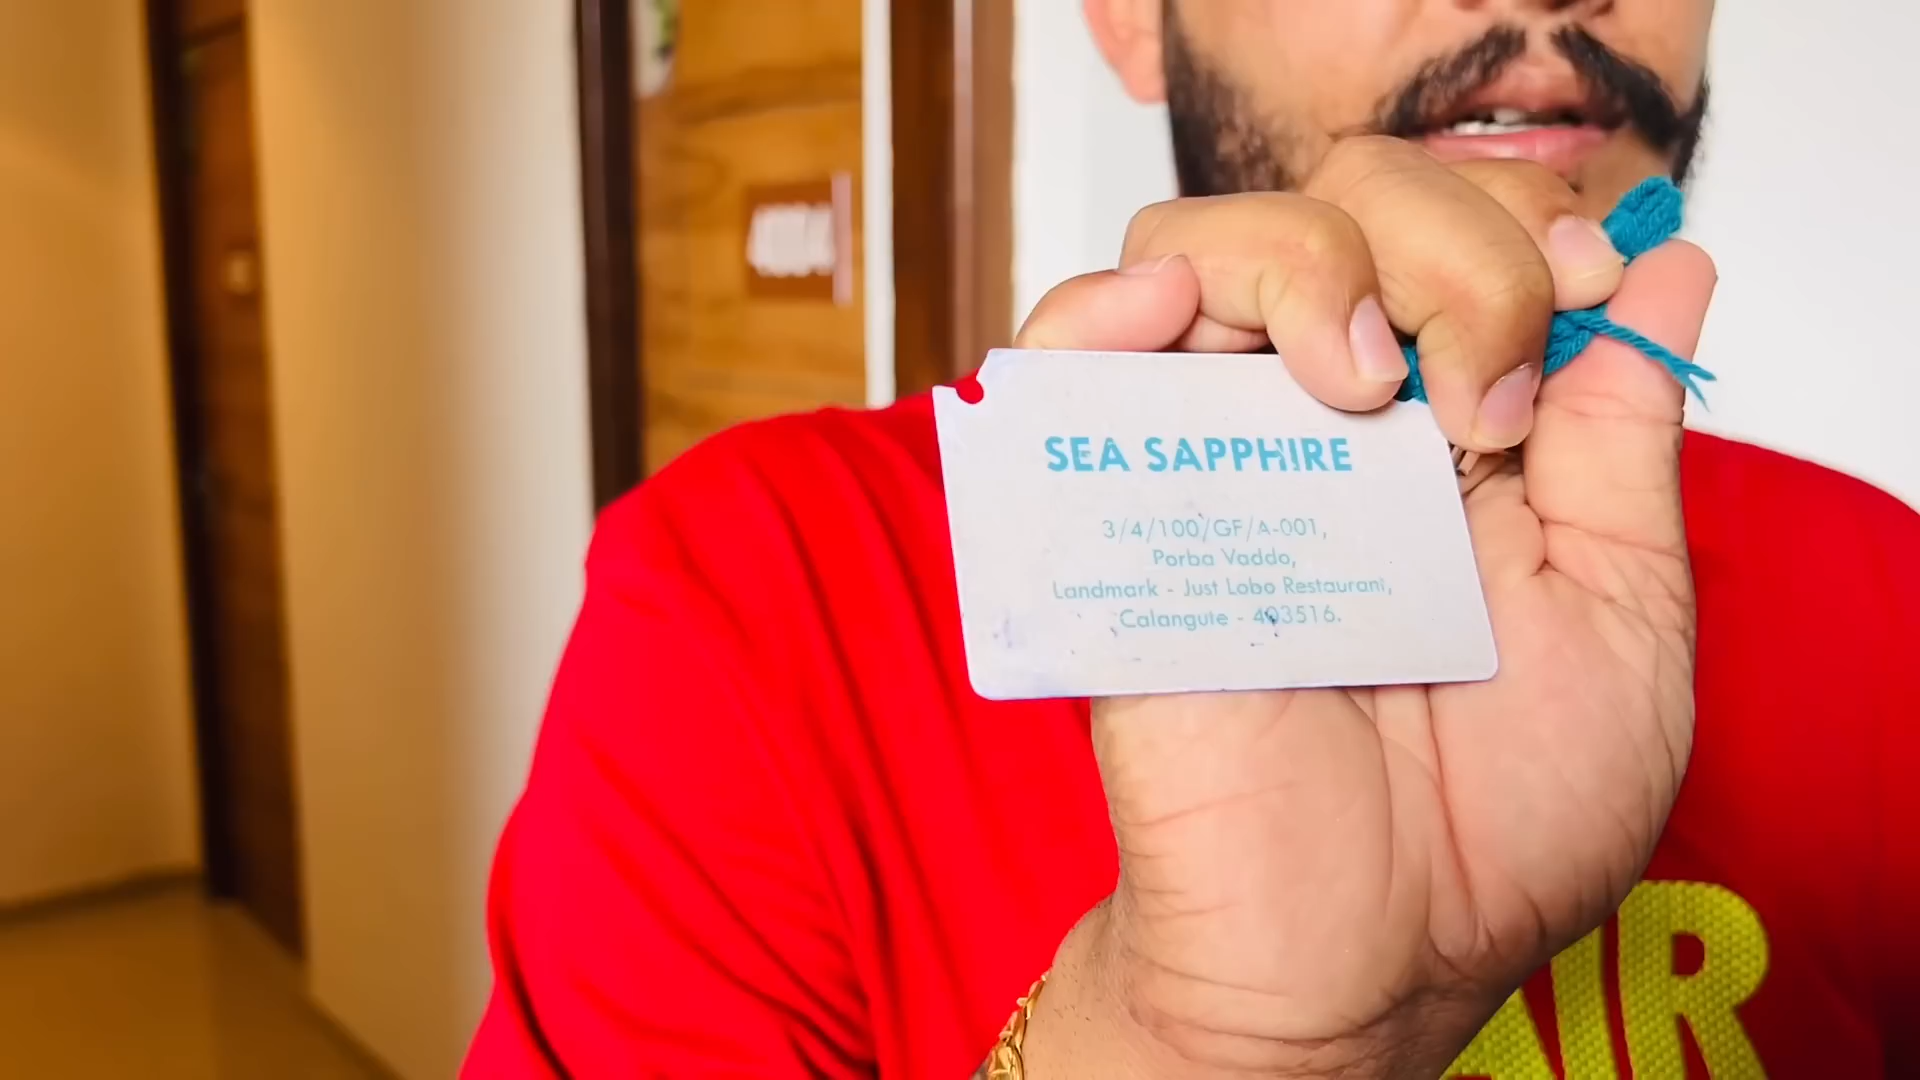 SEA SAPPHIRE
3/4/100/GF/A-001,
Porba Vaddo,
Landmark - Just Lobo Restaurant,
Calangute - 403516.